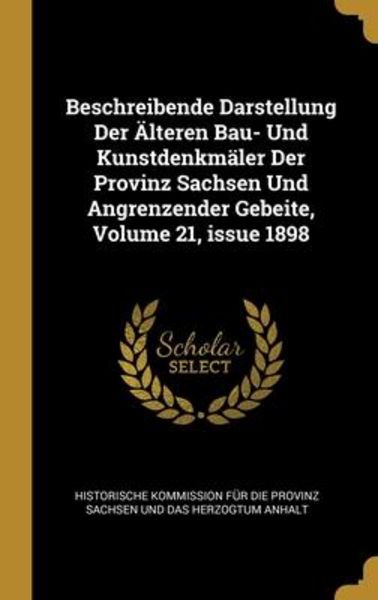 Beschreibende Darstellung
Der Älteren Bau- Und
Kunstdenkmäler Der
Provinz Sachsen Und
Angrenzender Gebeite,
Volume 21, issue 1898
Scholar
SELECT
HISTORISCHE KOMMISSION FÜR DIE PROVINZ
SACHSEN UND DAS HERZOGTUM ANHALT